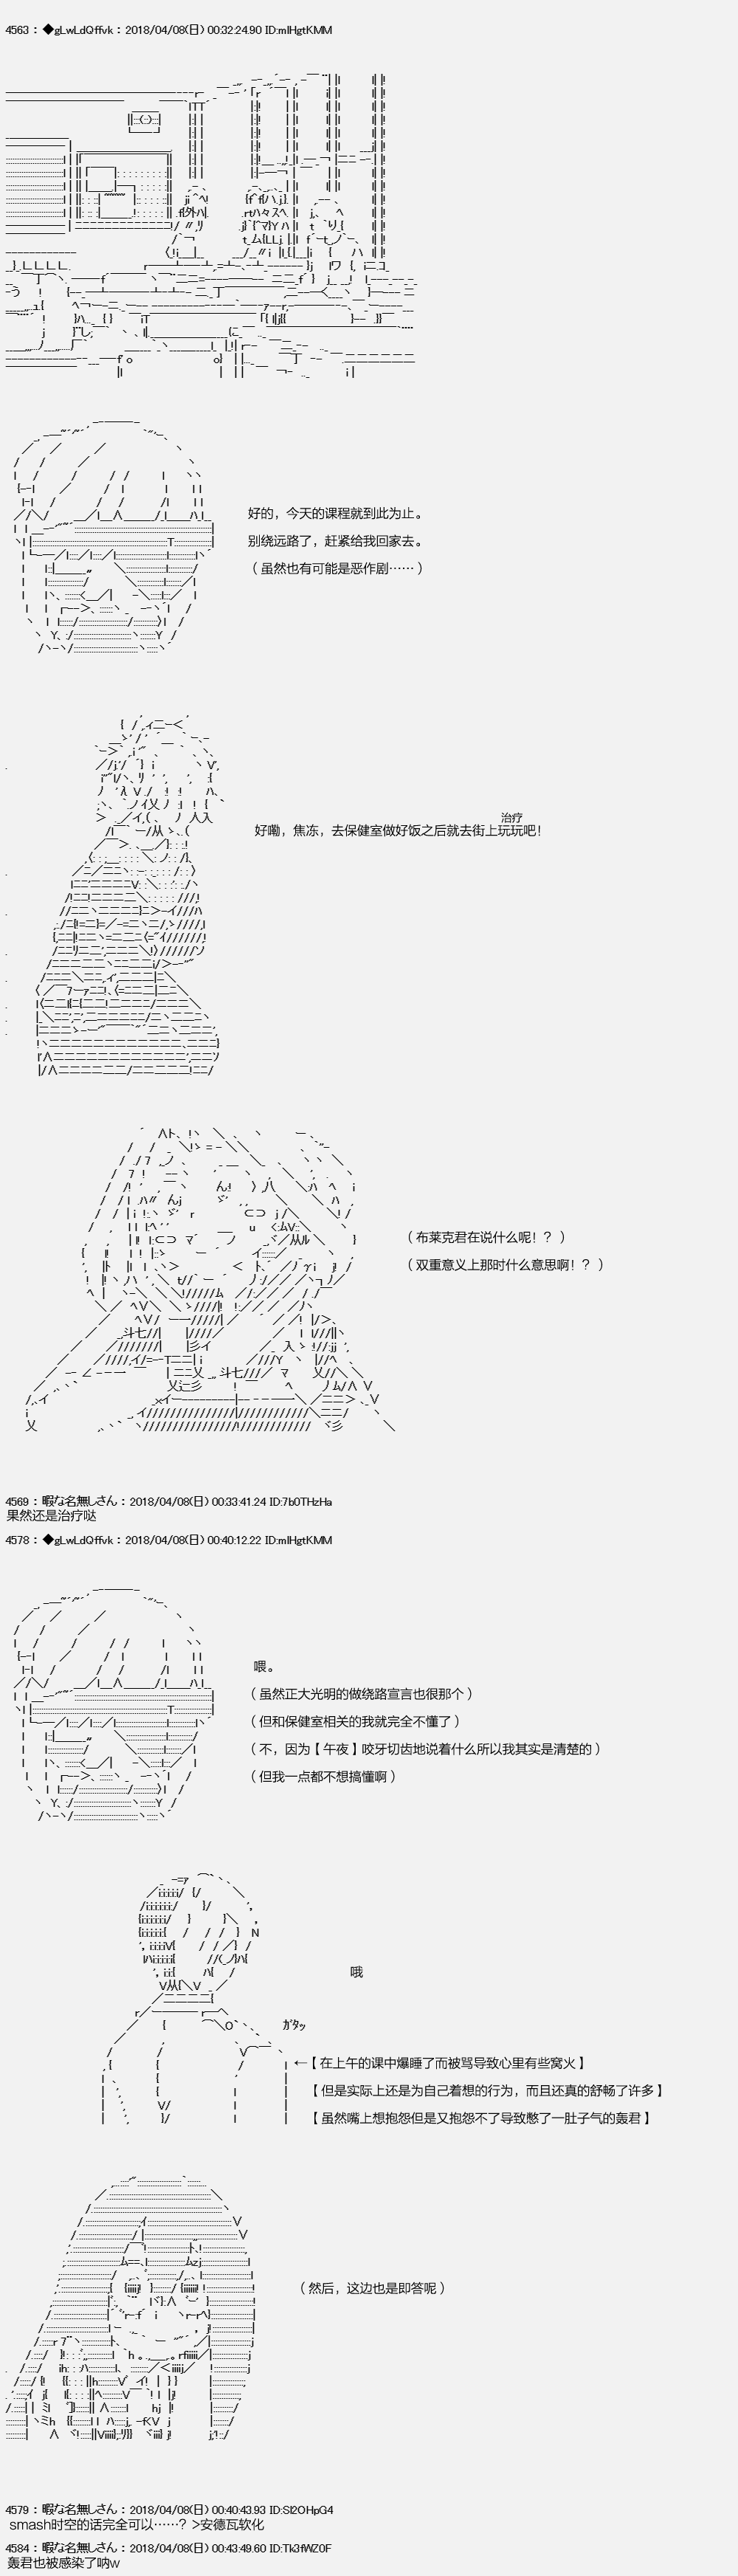 4563 : ◆gLwLdQffvk : 2018/04/08(日) 00:32:24.90 ID:mIHgtKMM
好的，今天的课程就到此为止。
别绕远路了，赶紧给我回家去。
（ 虽然也有可能是恶作剧…… ）
治疗
好嘞，焦冻，去保健室做好饭之后就去街上玩玩吧！
（ 布莱克君在说什么呢！？ ）
（ 双重意义上那时什么意思啊！？ ）
4569 : 暇な名無しさん : 2018/04/08(日) 00:33:41.24 ID:7b0THzHa
果然还是治疗哒
4578 : ◆gLwLdQffvk : 2018/04/08(日) 00:40:12.22 ID:mIHgtKMM
喂。
（ 虽然正大光明的做绕路宣言也很那个 ）
（ 但和保健室相关的我就完全不懂了 ）
（ 不，因为【 午夜 】咬牙切齿地说着什么所以我其实是清楚的 ）
（ 但我一点都不想搞懂啊 ）
哦
ｶﾞﾀｯ
←【 在上午的课中爆睡了而被骂导致心里有些窝火 】
【 但是实际上还是为自己着想的行为，而且还真的舒畅了许多 】
【 虽然嘴上想抱怨但是又抱怨不了导致憋了一肚子气的轰君 】
（ 然后，这边也是即答呢 ）
4579 : 暇な名無しさん : 2018/04/08(日) 00:40:43.93 ID:Sl2OHpG4
smash时空的话完全可以……？>安德瓦软化
4584 : 暇な名無しさん : 2018/04/08(日) 00:43:49.60 ID:Tk3fWZ0F
轰君也被感染了呐w